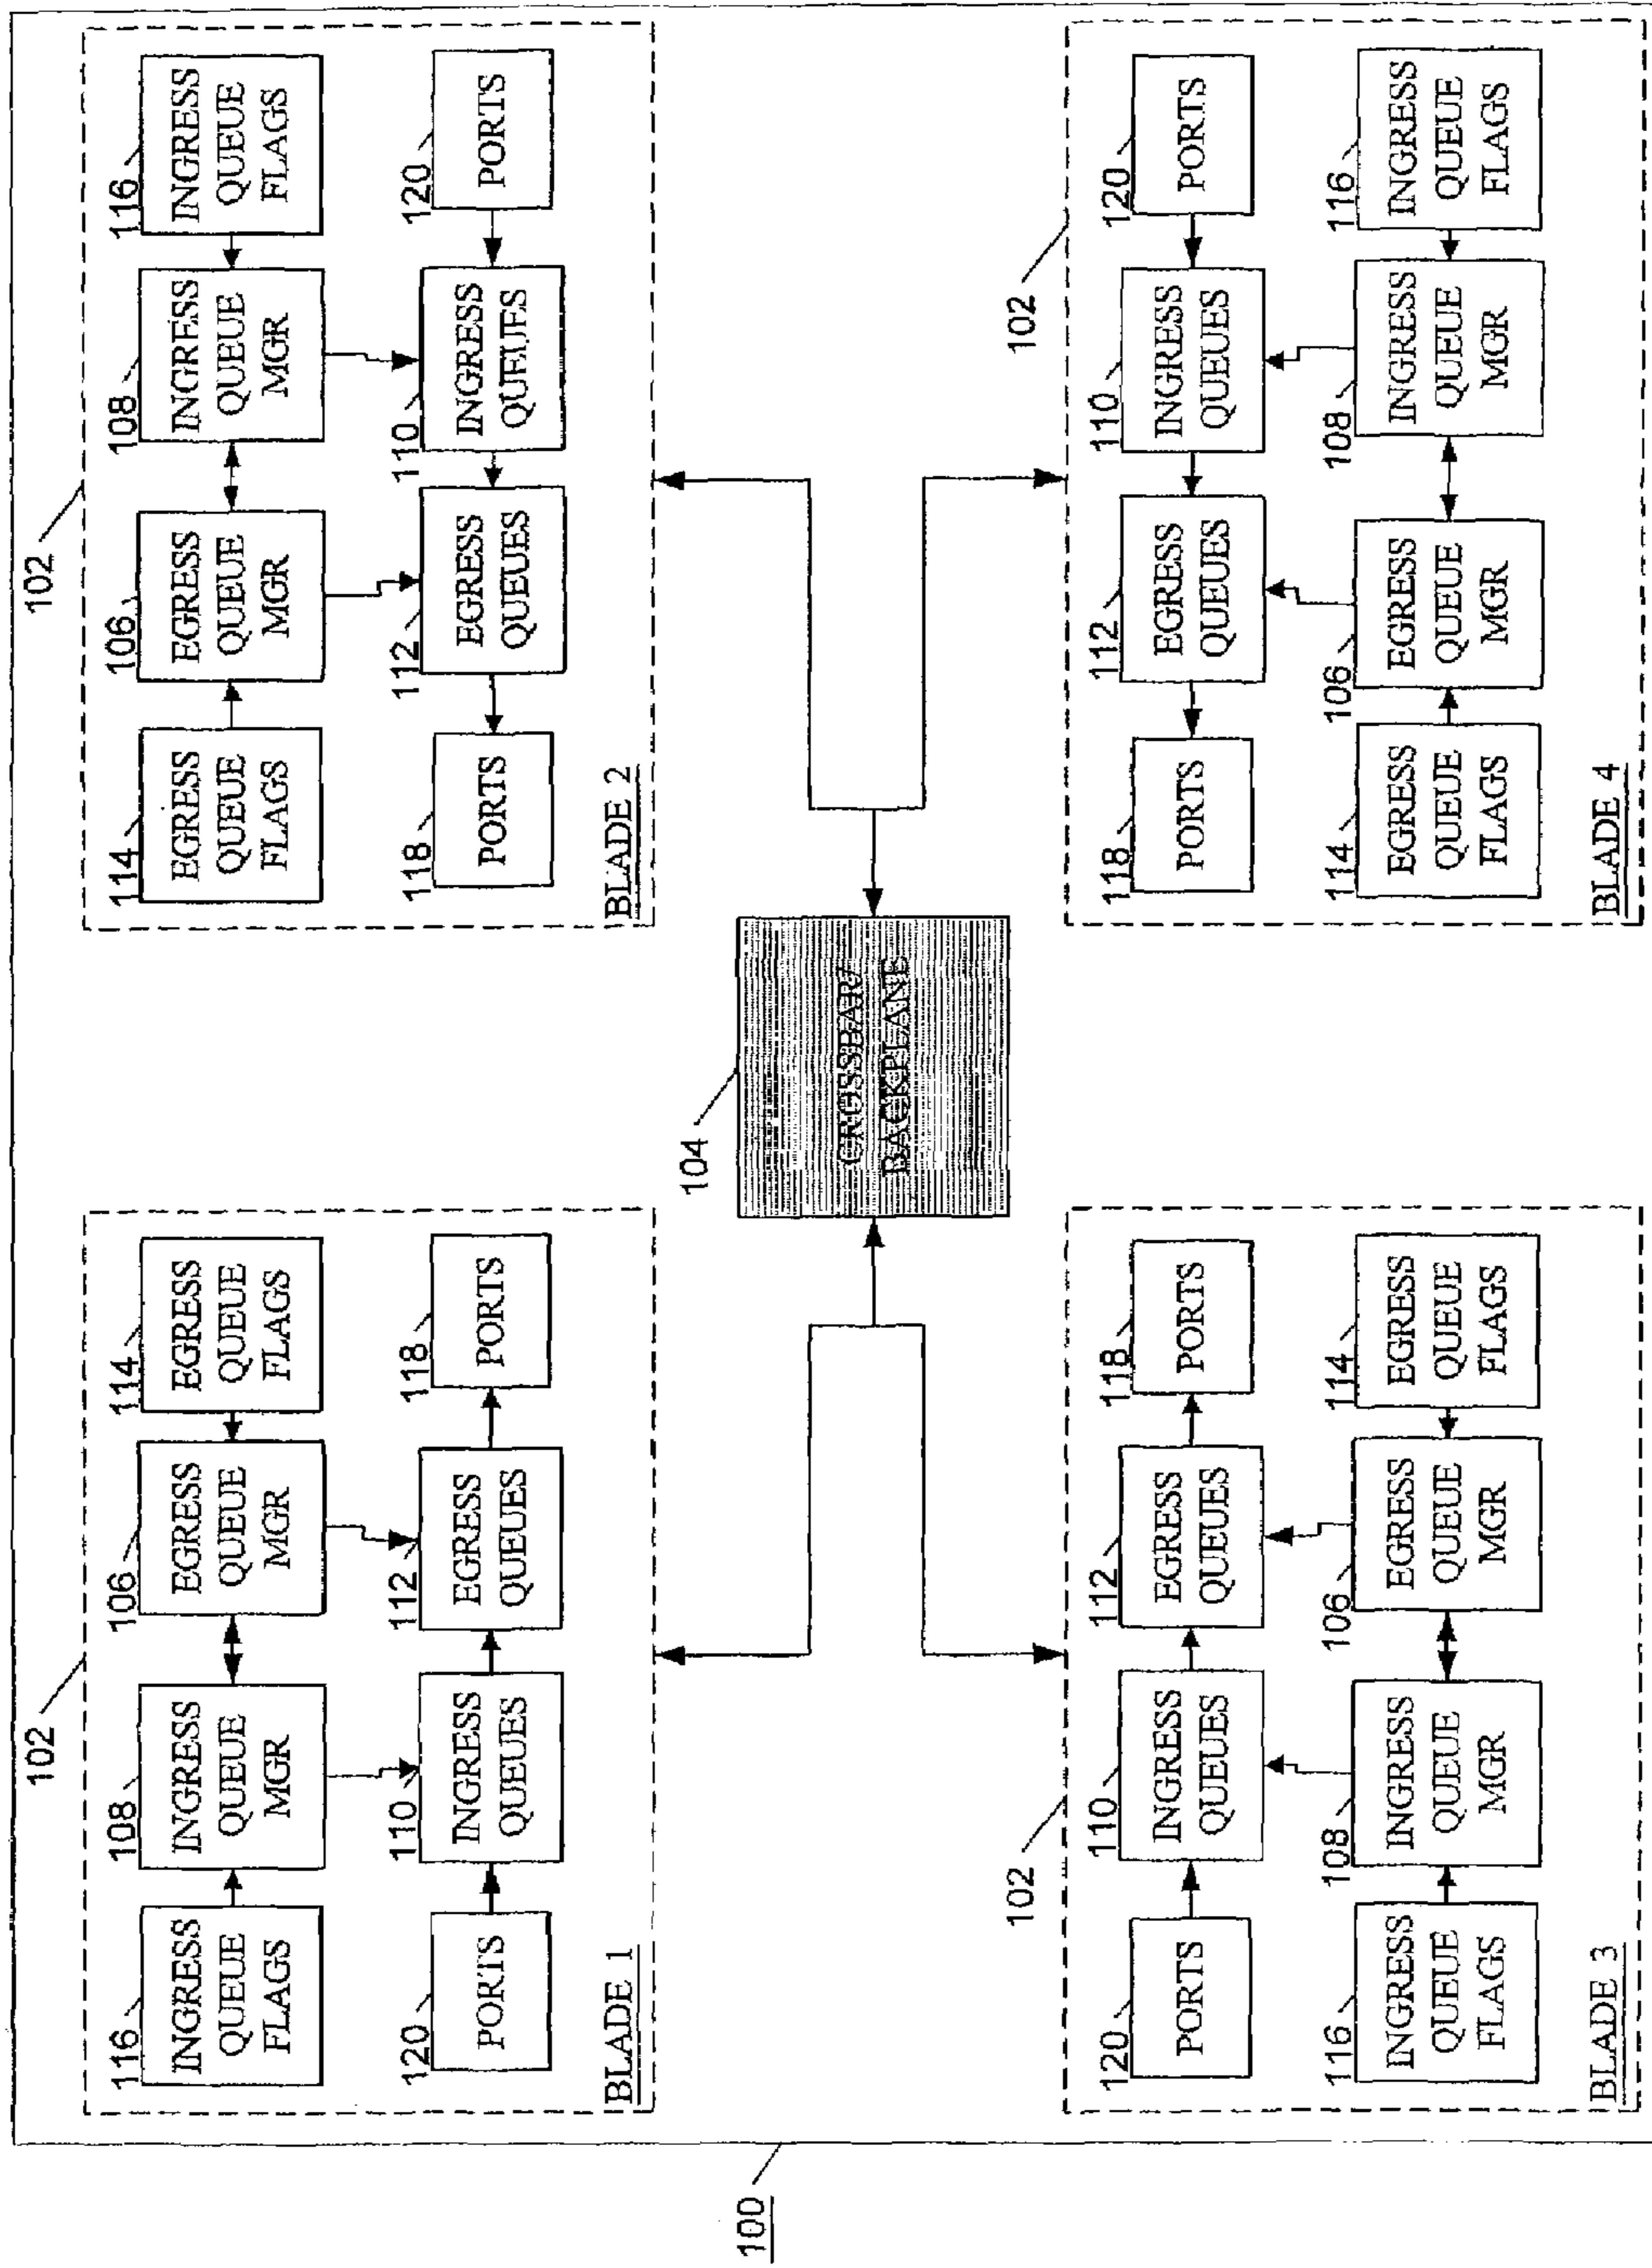 100
102
116
INGRESS
QUEUE
FLAGS
108
INGRESS
QUEUE
MGR
106
EGRESS
QUEUE
MGR
114
EGRESS
QUEUE
FLAGS
120
PORTS
110
INGRESS
QUEUES
112
EGRESS
QUEUES
118
PORTS
BLADE 1
102
114
EGRESS
QUEUE
FLAGS
106
EGRESS
QUEUE
MGR
108
INGRESS
QUEUE
MGR
116
INGRESS
QUEUE
FLAGS
118
PORTS
112
EGRESS
QUEUES
110
INGRESS
QUEUES
120
PORTS
BLADE 2
104
CROSSBAR/
BACKPLANE
102
120
PORTS
110
INGRESS
QUEUES
112
EGRESS
QUEUES
118
PORTS
116
INGRESS
QUEUE
FLAGS
108
INGRESS
QUEUE
MGR
106
EGRESS
QUEUE
MGR
114
EGRESS
QUEUE
FLAGS
BLADE 3
102
118
PORTS
112
EGRESS
QUEUES
110
INGRESS
QUEUES
120
PORTS
114
EGRESS
QUEUE
FLAGS
106
EGRESS
QUEUE
MGR
108
INGRESS
QUEUE
MGR
116
INGRESS
QUEUE
FLAGS
BLADE 4